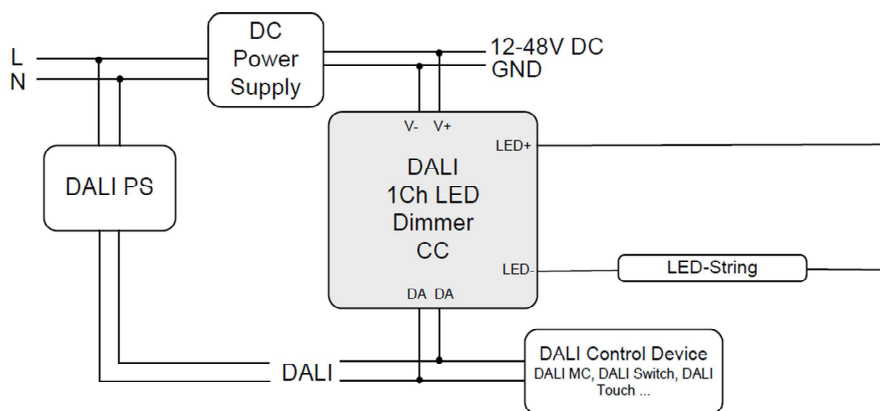 DC
Power
Supply
L
N
12-48V DC
GND
V- V+
LED+
DALI
1Ch LED
Dimmer
CC
DALI PS
LED-
LED-String
DA DA
DALI
DALI Control Device
DALI MC, DALI Switch, DALI
Touch ...